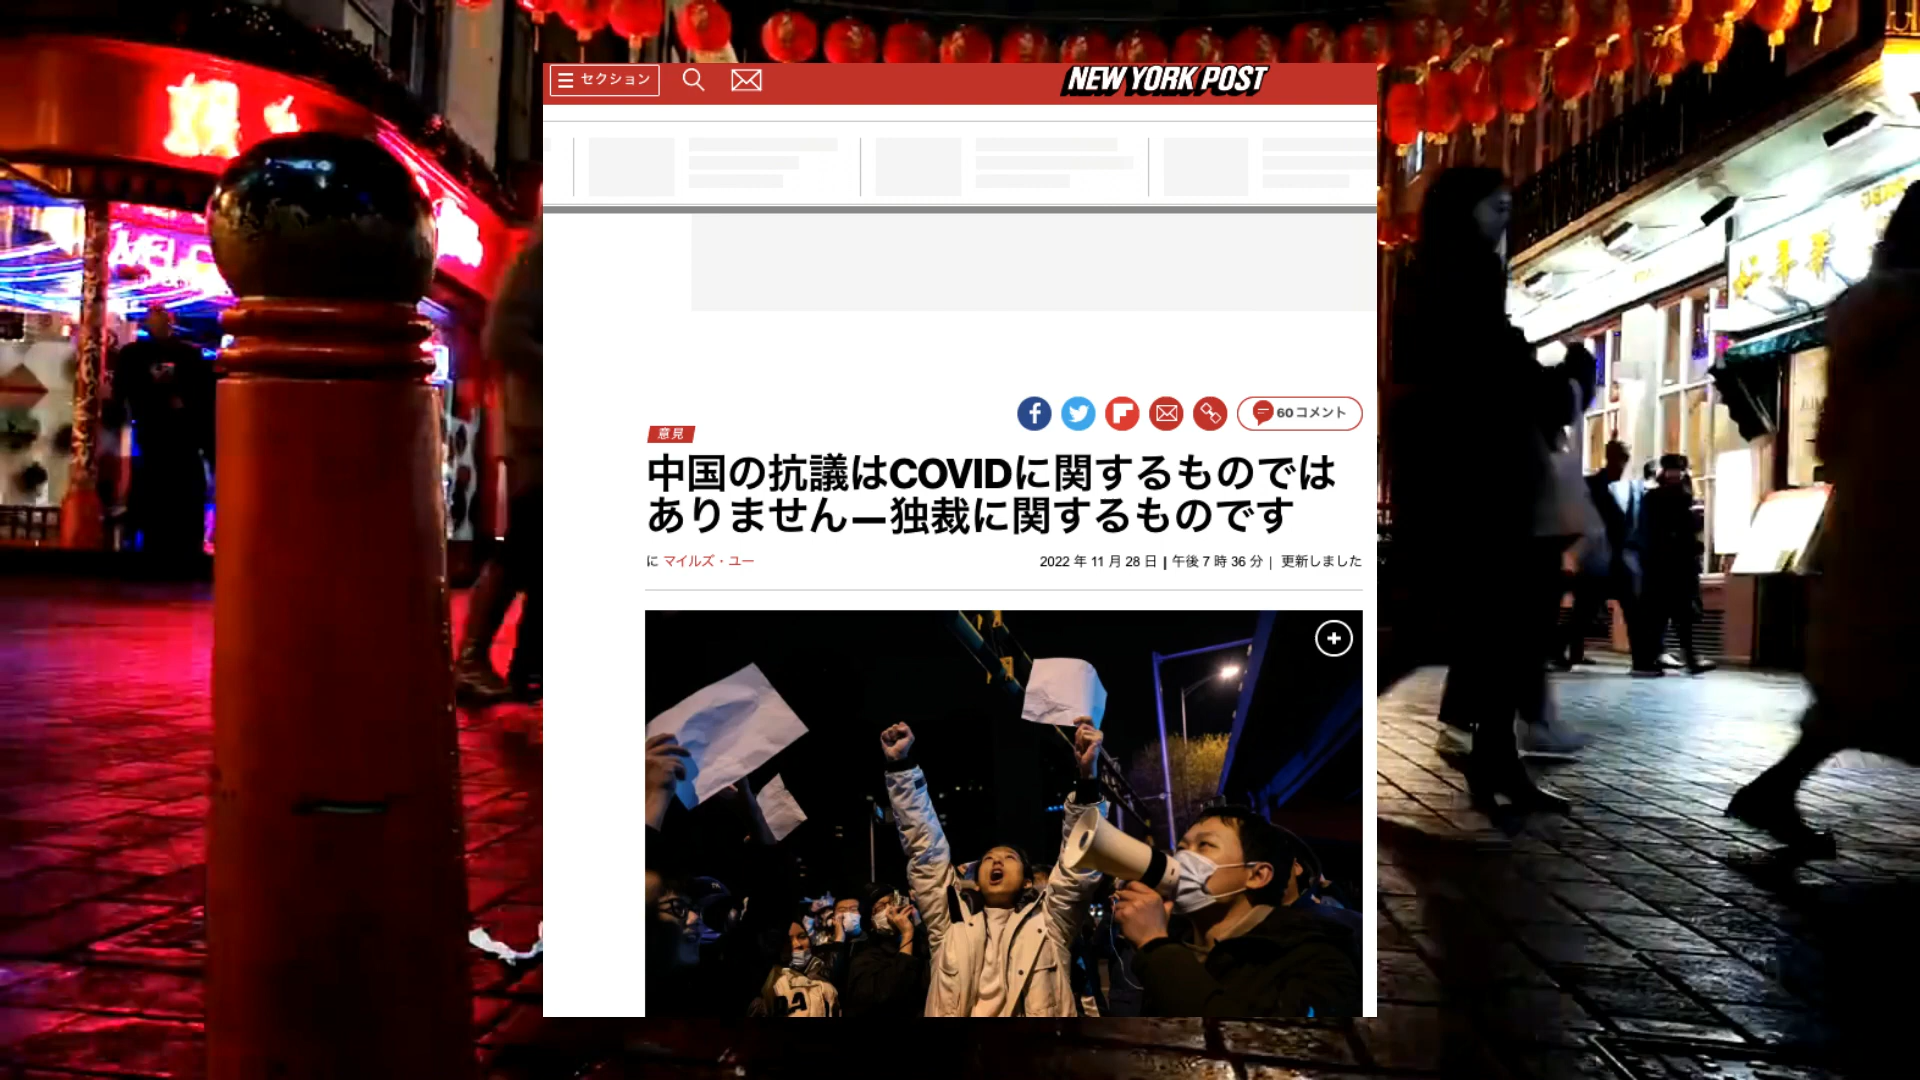 セクション
NEW YORK POST
60 コメント
意見
中国の抗議はCOVIDに関するものでは
ありません—独裁に関するものです
に マイルズ・ユー
2022 年 11 月 28 日 | 午後 7 時 36 分 | 更新しました